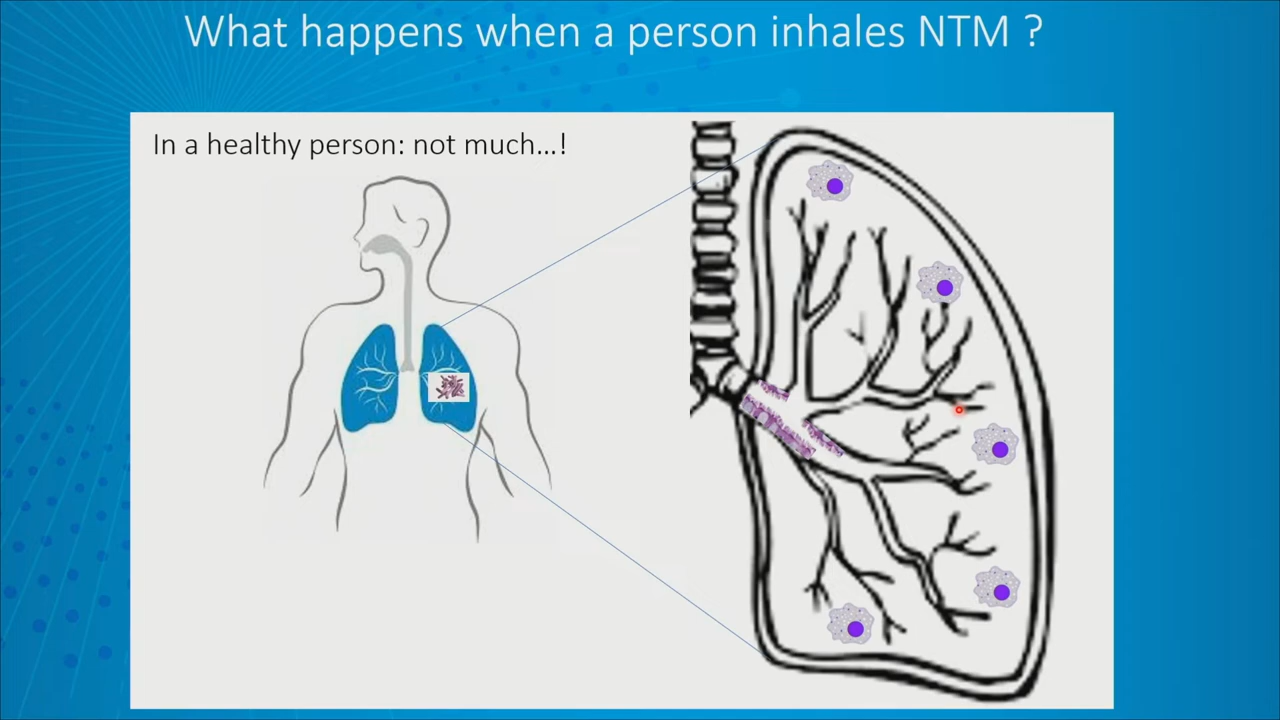 What happens when a person inhales NTM ?
In a healthy person: not much...!